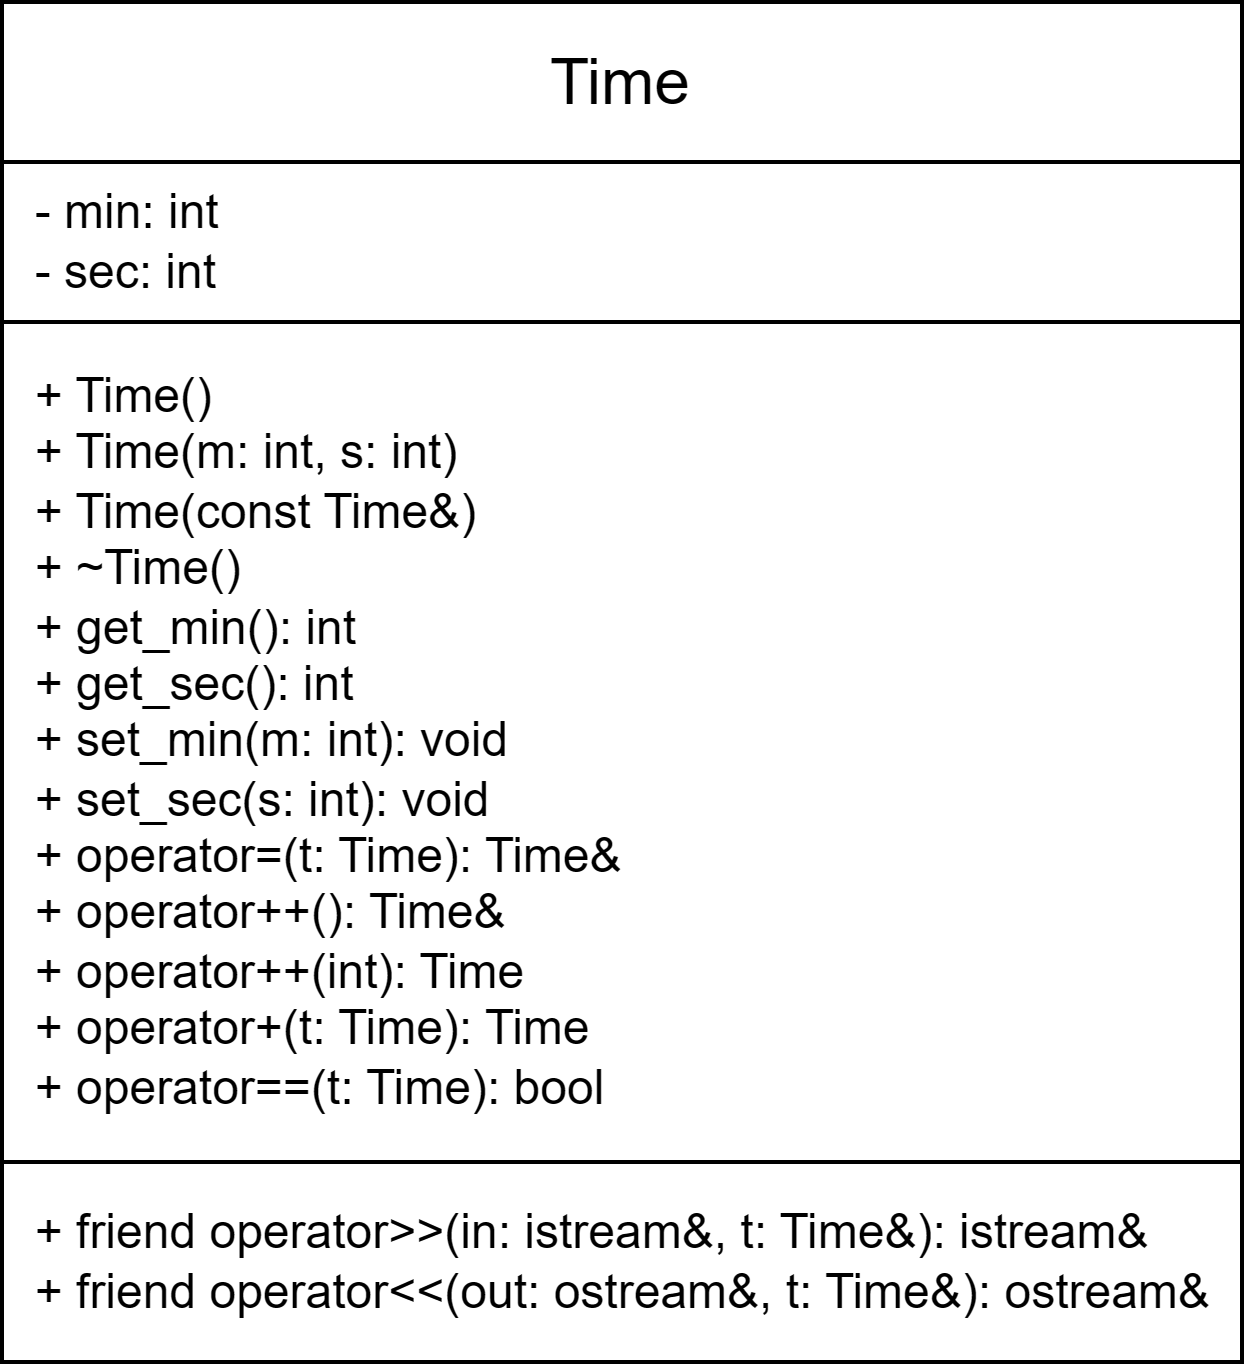 Time
- min: int
- sec: int
+ Time()
+ Time(m: int, s: int)
+ Time(const Time&)
+ ~Time()
+ get_min(): int
+ get_sec(): int
+ set_min(m: int): void
+ set_sec(s: int): void
+ operator=(t: Time): Time&
+ operator++(): Time&
+ operator++(int): Time
+ operator+(t: Time): Time
+ operator==(t: Time): bool
+ friend operator>>(in: istream&, t: Time&): istream&
+ friend operator<<(out: ostream&, t: Time&): ostream&